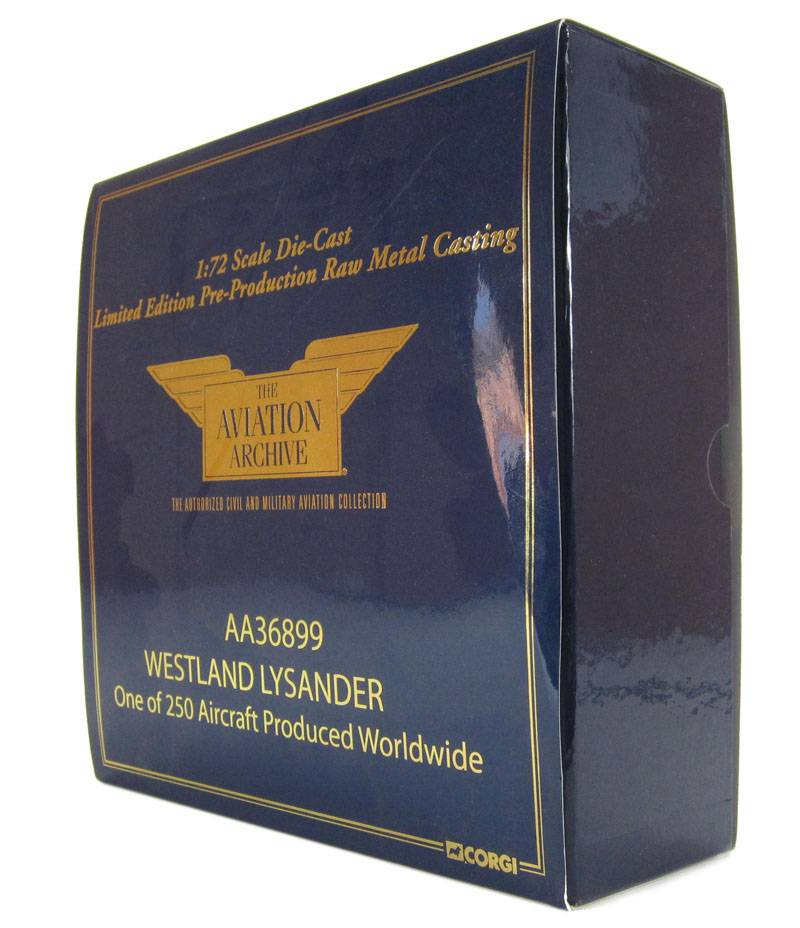 1:72 Scale Die-Cast
Limited Edition Pre-Production Raw Metal Casting
THE
AVIATION
ARCHIVE
THE AUTHORIZED CIVIL AND MILITARY AVIATION COLLECTION
AA36899
WESTLAND LYSANDER
One of 250 Aircraft Produced Worldwide
CORGI